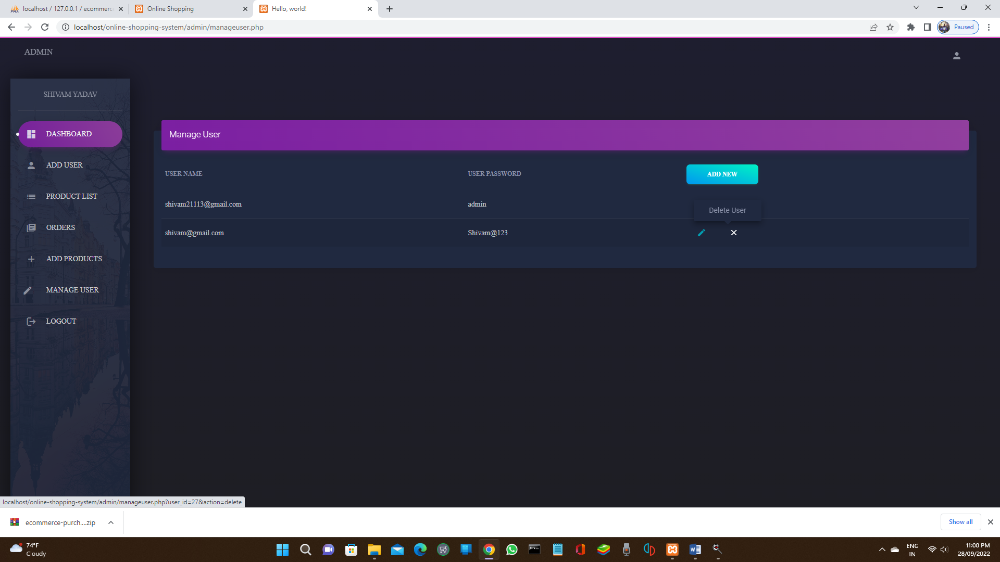 localhost / 127.0.0.1 / ecommerce
Online Shopping
Hello, world!
localhost/online-shopping-system/admin/manageuser.php
Paused
ADMIN
SHIVAM YADAV
DASHBOARD
ADD USER
PRODUCT LIST
ORDERS
ADD PRODUCTS
MANAGE USER
LOGOUT
Manage User
USER NAME USER PASSWORD ADD NEW
shivam21113@gmail.com admin
Delete User
shivam@gmail.com Shivam@123
localhost/online-shopping-system/admin/manageuser.php?user_id=27&action=delete
ecommerce-purch....zip
Show all
74°F
Cloudy
ENG
IN
11:00 PM
28/09/2022